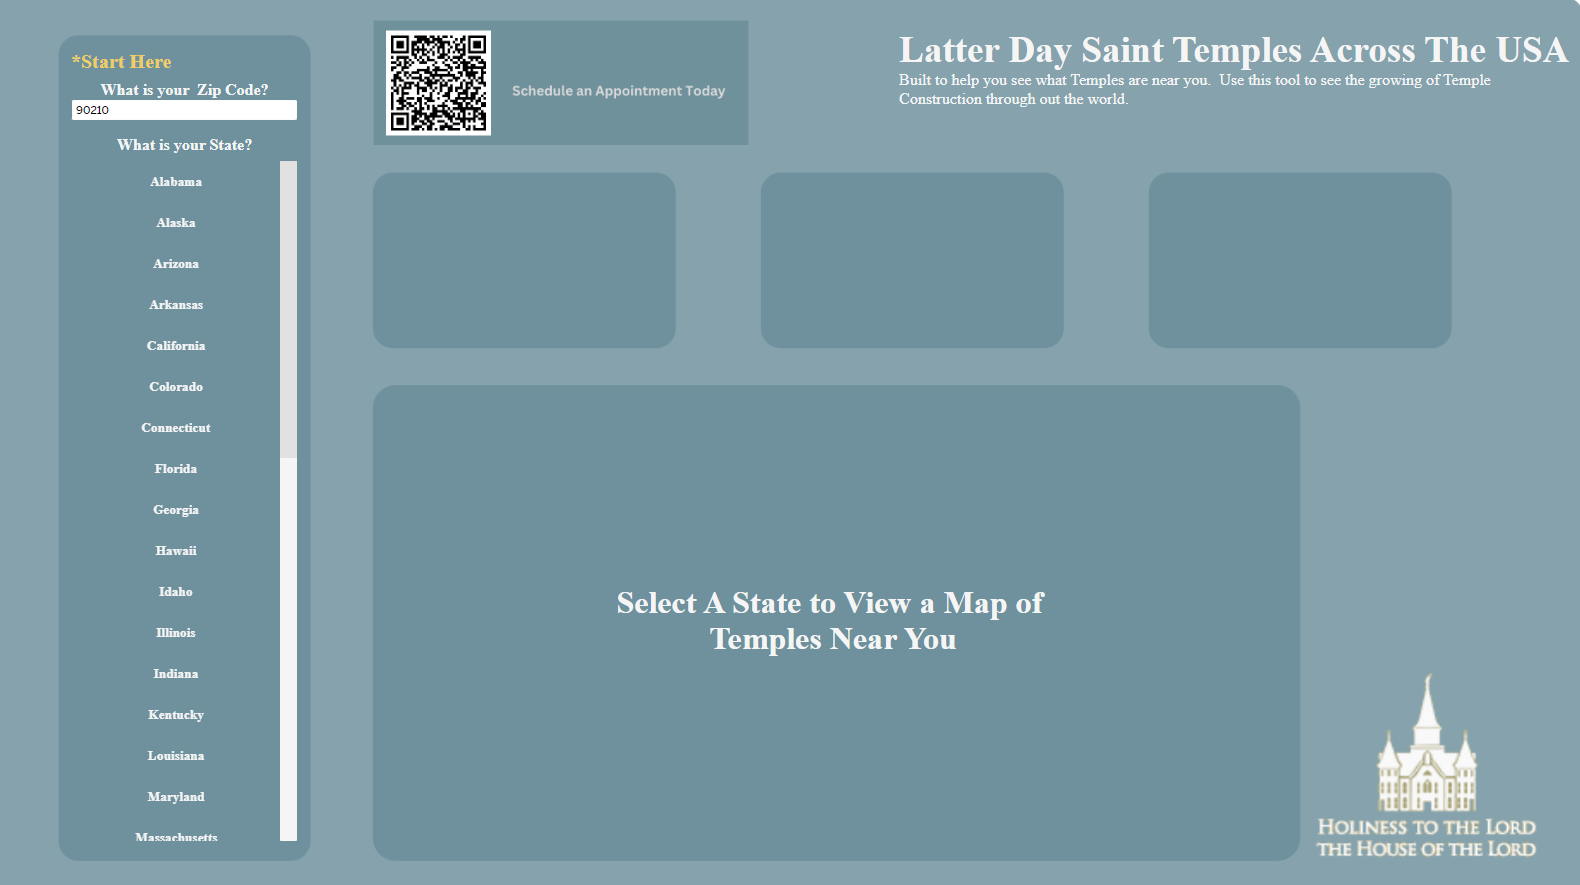 *Start Here
What is your  Zip Code?
90210
What is your State?
Alabama
Alaska
Arizona
Arkansas
California
Colorado
Connecticut
Florida
Georgia
Hawaii
Idaho
Illinois
Indiana
Kentucky
Louisiana
Maryland
Massachusetts
Schedule an Appointment Today
Latter Day Saint Temples Across The USA
Built to help you see what Temples are near you.  Use this tool to see the growing of Temple
Construction through out the world.
Select A State to View a Map of
Temples Near You
HOLINESS TO THE LORD
THE HOUSE OF THE LORD